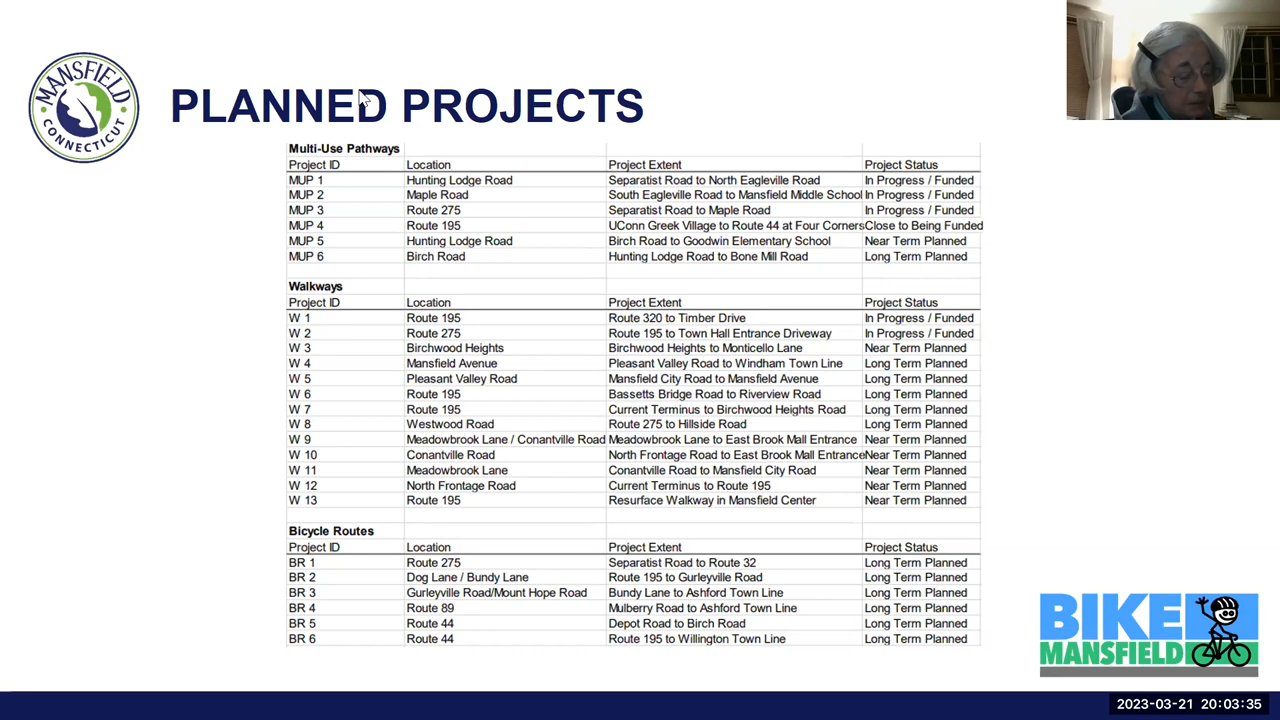 MANSFIELD
CONNECTICUT
PLANNED PROJECTS
Multi-Use Pathways
Project ID Location Project Extent Project Status
MUP 1 Hunting Lodge Road Separatist Road to North Eagleville Road In Progress / Funded
MUP 2 Maple Road South Eagleville Road to Mansfield Middle School In Progress / Funded
MUP 3 Route 275 Separatist Road to Maple Road In Progress / Funded
MUP 4 Route 195 UConn Greek Village to Route 44 at Four Corners Close to Being Funded
MUP 5 Hunting Lodge Road Birch Road to Goodwin Elementary School Near Term Planned
MUP 6 Birch Road Hunting Lodge Road to Bone Mill Road Long Term Planned
Walkways
Project ID Location Project Extent Project Status
W 1 Route 195 Route 320 to Timber Drive In Progress / Funded
W 2 Route 275 Route 195 to Town Hall Entrance Driveway In Progress / Funded
W 3 Birchwood Heights Birchwood Heights to Monticello Lane Near Term Planned
W 4 Mansfield Avenue Pleasant Valley Road to Windham Town Line Long Term Planned
W 5 Pleasant Valley Road Mansfield City Road to Mansfield Avenue Long Term Planned
W 6 Route 195 Bassetts Bridge Road to Riverview Road Long Term Planned
W 7 Route 195 Current Terminus to Birchwood Heights Road Long Term Planned
W 8 Westwood Road Route 275 to Hillside Road Long Term Planned
W 9 Meadowbrook Lane / Conantville Road Meadowbrook Lane to East Brook Mall Entrance Near Term Planned
W 10 Conantville Road North Frontage Road to East Brook Mall Entrance Near Term Planned
W 11 Meadowbrook Lane Conantville Road to Mansfield City Road Near Term Planned
W 12 North Frontage Road Current Terminus to Route 195 Near Term Planned
W 13 Route 195 Resurface Walkway in Mansfield Center Near Term Planned
Bicycle Routes
Project ID Location Project Extent Project Status
BR 1 Route 275 Separatist Road to Route 32 Long Term Planned
BR 2 Dog Lane / Bundy Lane Route 195 to Gurleyville Road Long Term Planned
BR 3 Gurleyville Road/Mount Hope Road Bundy Lane to Ashford Town Line Long Term Planned
BR 4 Route 89 Mulberry Road to Ashford Town Line Long Term Planned
BR 5 Route 44 Depot Road to Birch Road Long Term Planned
BR 6 Route 44 Route 195 to Willington Town Line Long Term Planned
BIKE
MANSFIELD
2023-03-21 20:03:35